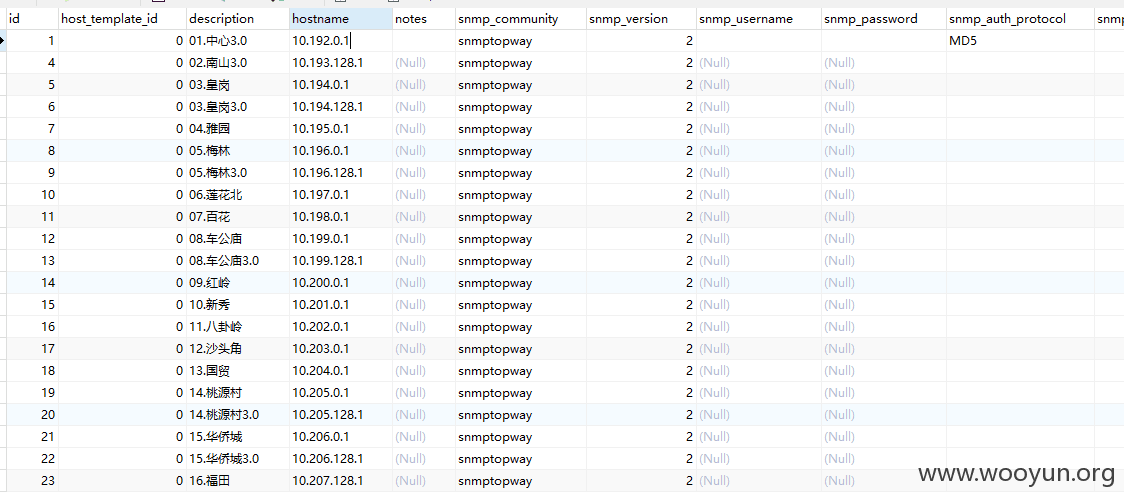 id host_template_id description hostname notes snmp_community snmp_version snmp_username snmp_password snmp_auth_protocol snmp
1 0 01.中心3.0 10.192.0.1 snmptopway 2 MD5
4 0 02.南山3.0 10.193.128.1 (Null) snmptopway 2 (Null) (Null)
5 0 03.皇岗 10.194.0.1 (Null) snmptopway 2 (Null) (Null)
6 0 03.皇岗3.0 10.194.128.1 (Null) snmptopway 2 (Null) (Null)
7 0 04.雅园 10.195.0.1 (Null) snmptopway 2 (Null) (Null)
8 0 05.梅林 10.196.0.1 (Null) snmptopway 2 (Null) (Null)
9 0 05.梅林3.0 10.196.128.1 (Null) snmptopway 2 (Null) (Null)
10 0 06.莲花北 10.197.0.1 (Null) snmptopway 2 (Null) (Null)
11 0 07.百花 10.198.0.1 (Null) snmptopway 2 (Null) (Null)
12 0 08.车公庙 10.199.0.1 (Null) snmptopway 2 (Null) (Null)
13 0 08.车公庙3.0 10.199.128.1 (Null) snmptopway 2 (Null) (Null)
14 0 09.红岭 10.200.0.1 (Null) snmptopway 2 (Null) (Null)
15 0 10.新秀 10.201.0.1 (Null) snmptopway 2 (Null) (Null)
16 0 11.八卦岭 10.202.0.1 (Null) snmptopway 2 (Null) (Null)
17 0 12.沙头角 10.203.0.1 (Null) snmptopway 2 (Null) (Null)
18 0 13.国贸 10.204.0.1 (Null) snmptopway 2 (Null) (Null)
19 0 14.桃源村 10.205.0.1 (Null) snmptopway 2 (Null) (Null)
20 0 14.桃源村3.0 10.205.128.1 (Null) snmptopway 2 (Null) (Null)
21 0 15.华侨城 10.206.0.1 (Null) snmptopway 2 (Null) (Null)
22 0 15.华侨城3.0 10.206.128.1 (Null) snmptopway 2 (Null) (Null)
23 0 16.福田 10.207.128.1 (Null) snmptopway 2 (Null) (Null)
www.wooyun.org